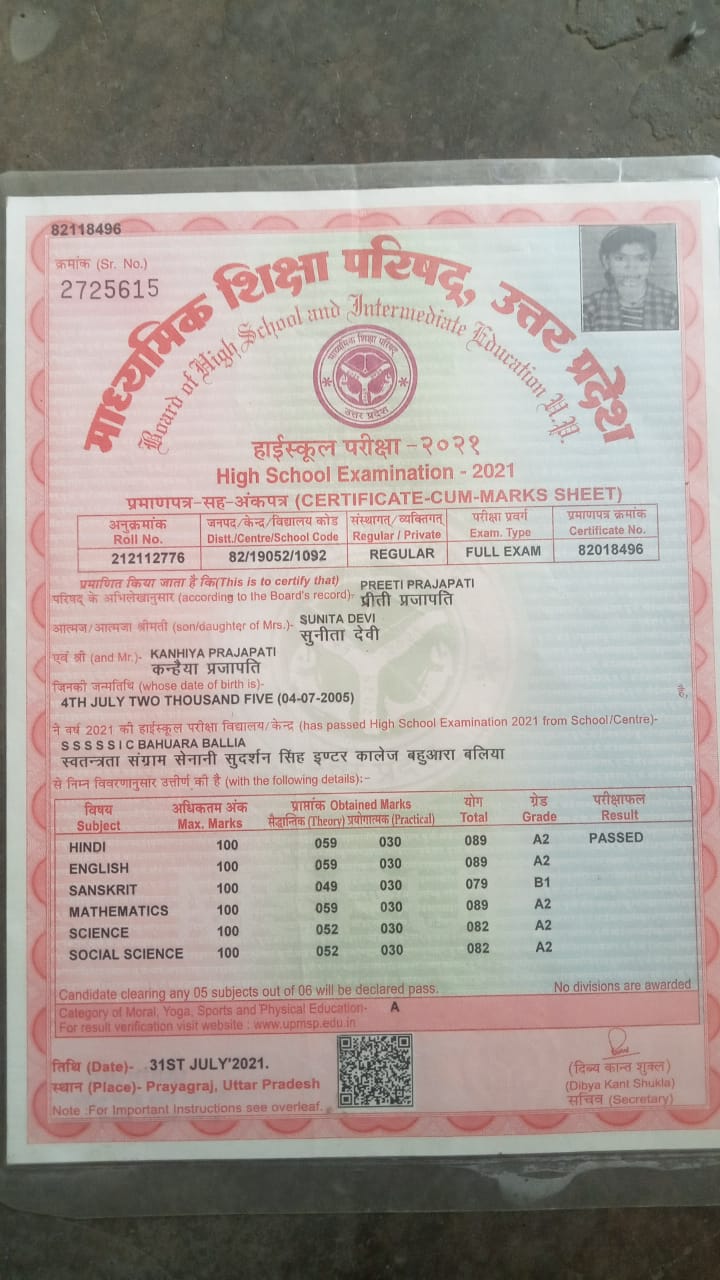 82118496
क्रमांक (Sr. No.)
2725615
माध्यमिक शिक्षा परिषद्, उत्तर प्रदेश
Board of High School and Intermediate Education U.P.
माध्यमिक शिक्षा परिषद
उत्तर प्रदेश
हाईस्कूल परीक्षा - २०२१
High School Examination - 2021
प्रमाणपत्र-सह-अंकपत्र (CERTIFICATE-CUM-MARKS SHEET)
अनुक्रमांक जनपद/केन्द्र/विद्यालय कोड संस्थागत्/व्यक्तिगत् परीक्षा प्रवर्ग प्रमाणपत्र क्रमांक
Roll No. Distt./Centre/School Code Regular / Private Exam. Type Certificate No.
212112776 82/19052/1092 REGULAR FULL EXAM 82018496
प्रमाणित किया जाता है कि(This is to certify that) PREETI PRAJAPATI
परिषद् के अभिलेखानुसार (according to the Board's record)- प्रीती प्रजापति
आत्मज/आत्मजा श्रीमती (son/daughter of Mrs.)- SUNITA DEVI
सुनीता देवी
एवं श्री (and Mr.)- KANHIYA PRAJAPATI
कन्हैया प्रजापति
जिनकी जन्मतिथि (whose date of birth is)-
4TH JULY TWO THOUSAND FIVE (04-07-2005) है,
ने वर्ष 2021 की हाईस्कूल परीक्षा विद्यालय/केन्द्र (has passed High School Examination 2021 from School/Centre)-
S S S S S I C BAHUARA BALLIA
स्वतन्त्रता संग्राम सेनानी सुदर्शन सिंह इण्टर कालेज बहुआरा बलिया
से निम्न विवरणानुसार उत्तीर्ण की है (with the following details):-
विषय अधिकतम अंक प्राप्तांक Obtained Marks योग ग्रेड परीक्षाफल
Subject Max. Marks सैद्धान्तिक (Theory) प्रयोगात्मक (Practical) Total Grade Result
HINDI 100 059 030 089 A2 PASSED
ENGLISH 100 059 030 089 A2
SANSKRIT 100 049 030 079 B1
MATHEMATICS 100 059 030 089 A2
SCIENCE 100 052 030 082 A2
SOCIAL SCIENCE 100 052 030 082 A2
Candidate clearing any 05 subjects out of 06 will be declared pass. No divisions are awarded
Category of Moral, Yoga, Sports and Physical Education- A
For result verification visit website : www.upmsp.edu.in
तिथि (Date)- 31ST JULY'2021.
स्थान (Place)- Prayagraj, Uttar Pradesh
Note :For Important Instructions see overleaf.
(दिब्य कान्त शुक्ल)
(Dibya Kant Shukla)
सचिव (Secretary)